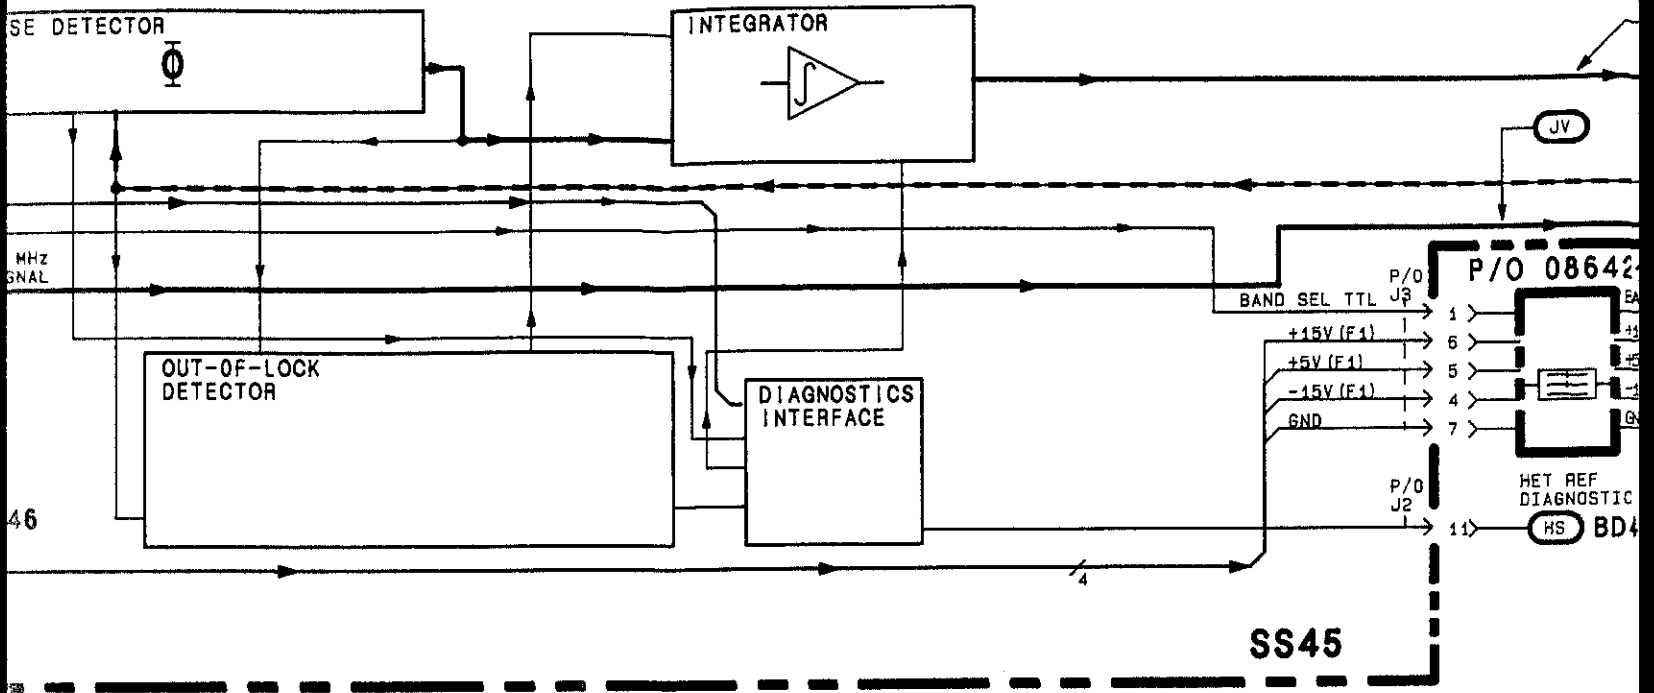 SE DETECTOR
Φ
INTEGRATOR
∫
JV
MHz
GNAL
P/O 08642
P/O
J3
BAND SEL TTL
1
+15V(F1)
6
+5V(F1)
5
-15V(F1)
4
GND
7
OUT-OF-LOCK
DETECTOR
DIAGNOSTICS
INTERFACE
HET REF
DIAGNOSTIC
P/O
J2
11
HS
BD4
46
4
SS45